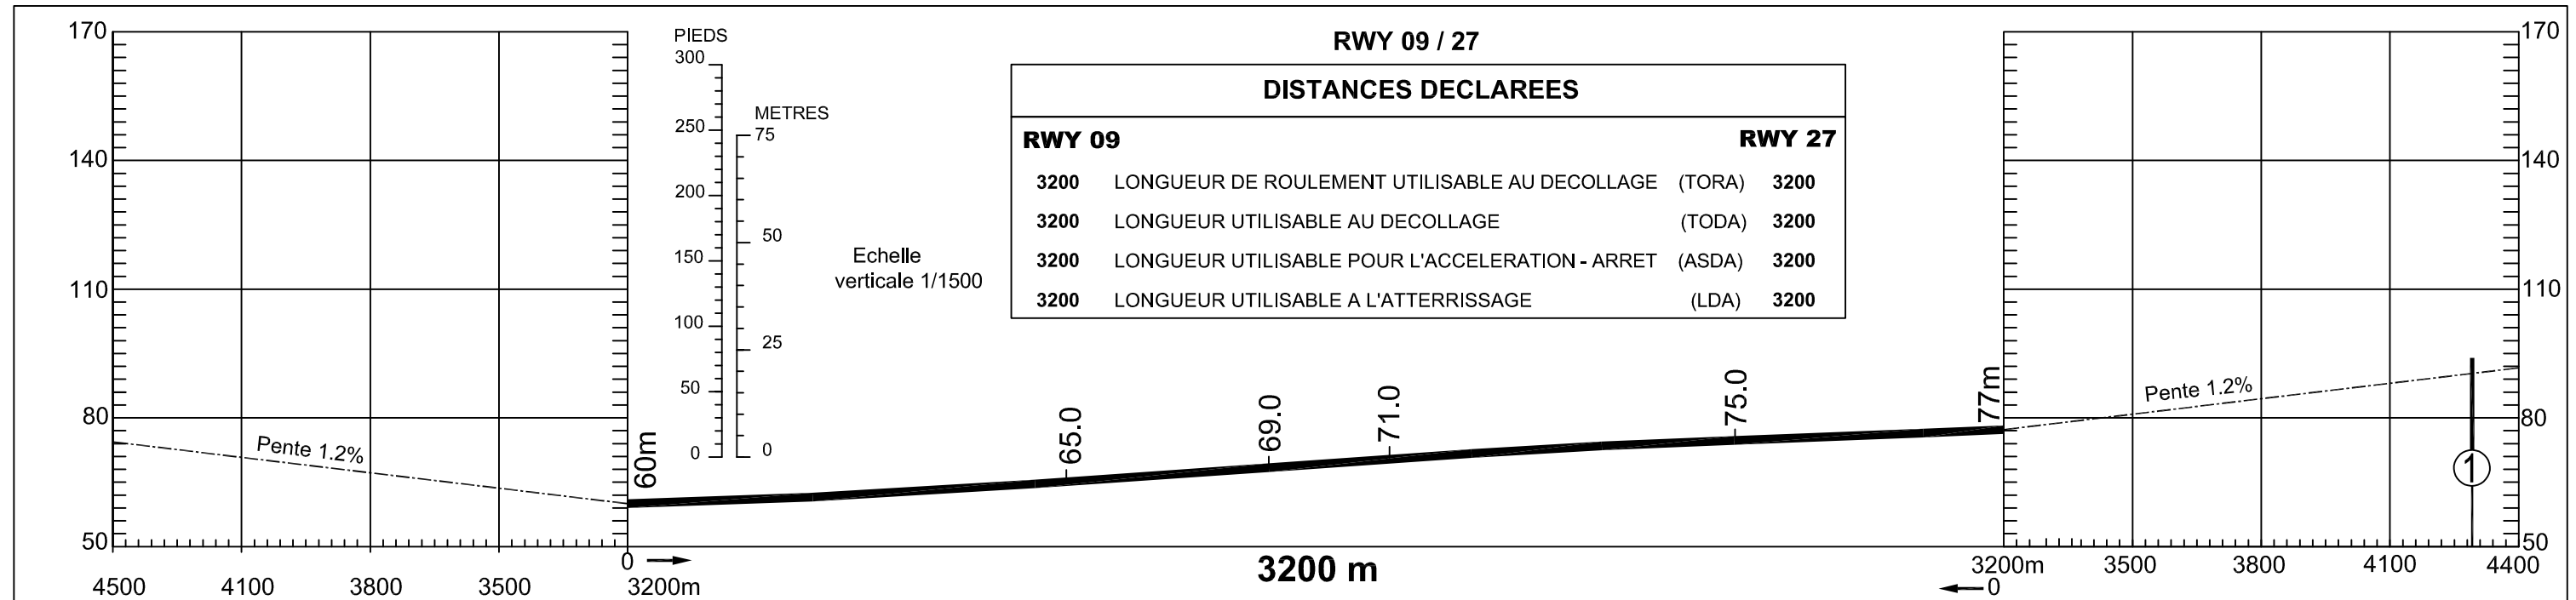 170
140
110
80
50
4500 4100 3800 3500 3200m
0
Pente 1.2%
PIEDS
300
250
200
150
100
50
0
METRES
75
50
25
0
Echelle
verticale 1/1500
RWY 09 / 27
DISTANCES DECLAREES
RWY 09 RWY 27
3200 LONGUEUR DE ROULEMENT UTILISABLE AU DECOLLAGE (TORA) 3200
3200 LONGUEUR UTILISABLE AU DECOLLAGE (TODA) 3200
3200 LONGUEUR UTILISABLE POUR L'ACCELERATION - ARRET (ASDA) 3200
3200 LONGUEUR UTILISABLE A L'ATTERRISSAGE (LDA) 3200
60m
65.0
69.0
71.0
75.0
77m
3200 m
Pente 1.2%
1
170
140
110
80
50
3200m 3500 3800 4100 4400
0